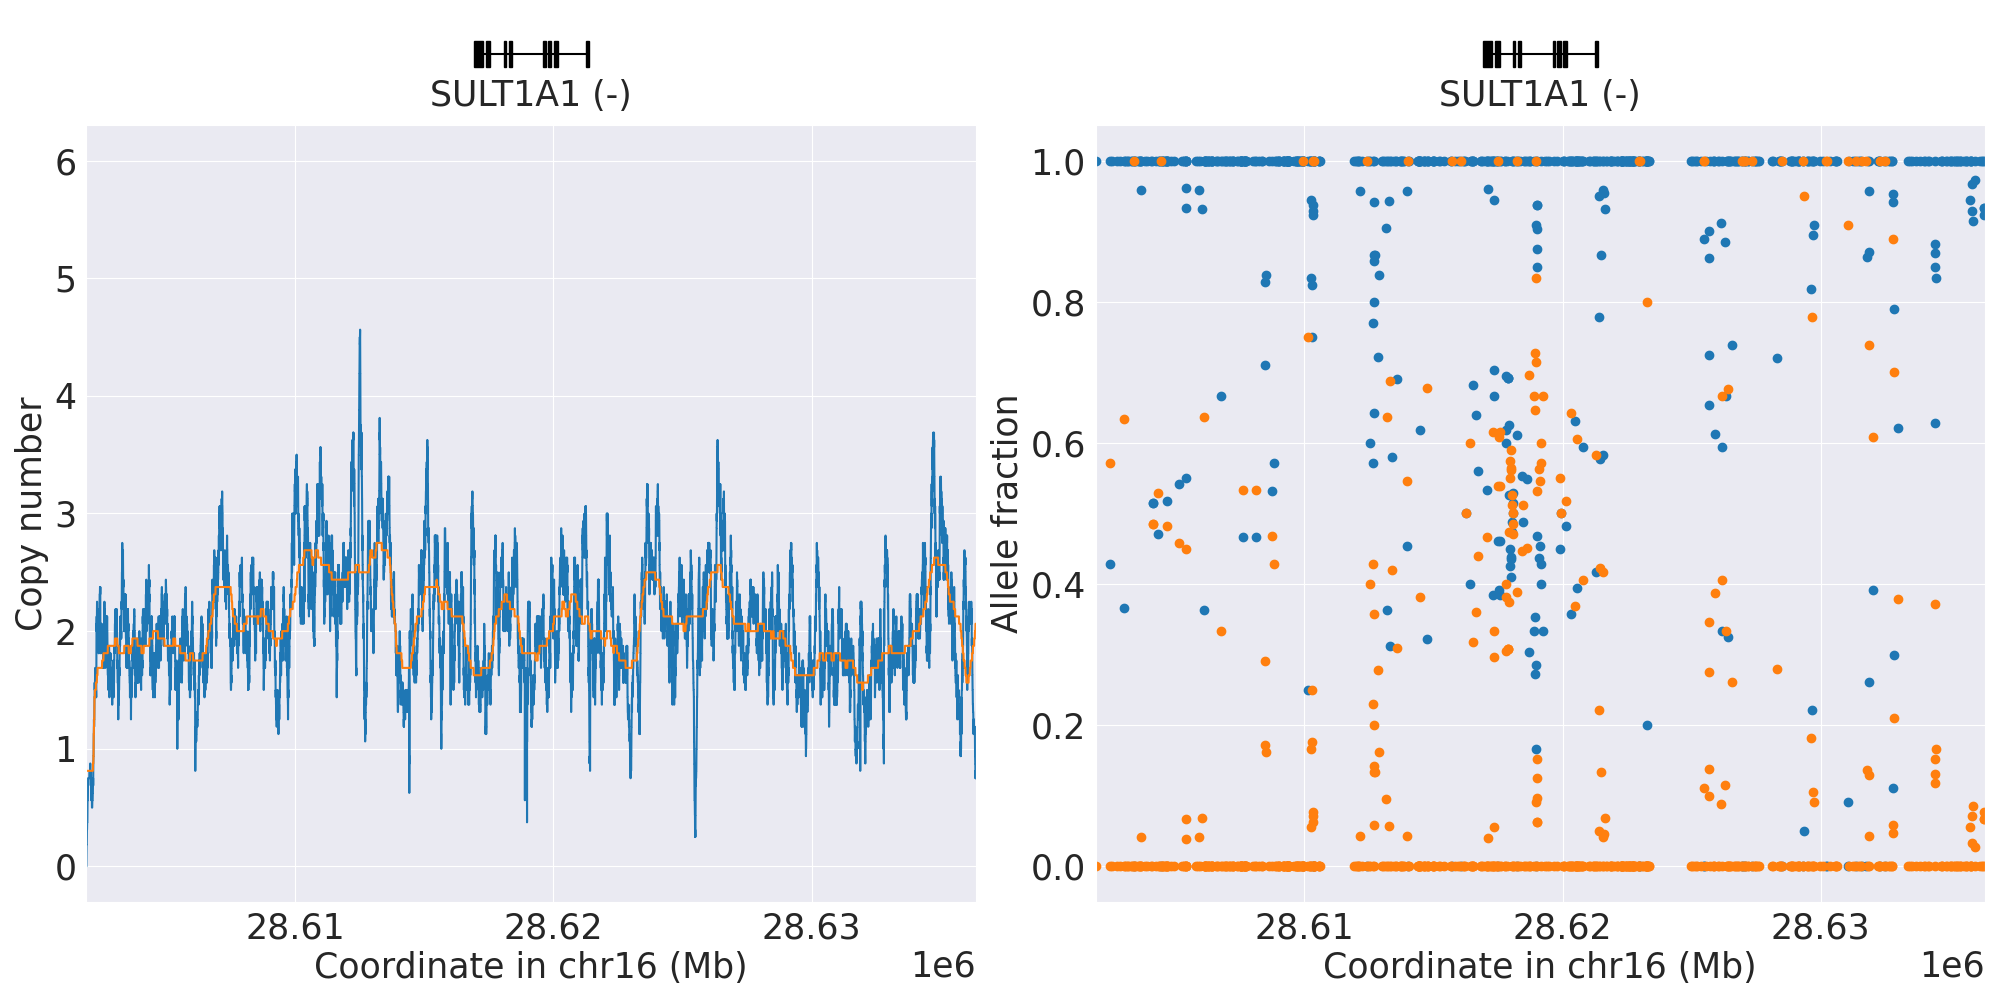 SULT1A1 (-)
6
5
4
3
2
1
0
Copy number
28.61
28.62
28.63
Coordinate in chr16 (Mb)
1e6
SULT1A1 (-)
1.0
0.8
0.6
0.4
0.2
0.0
Allele fraction
28.61
28.62
28.63
Coordinate in chr16 (Mb)
1e6